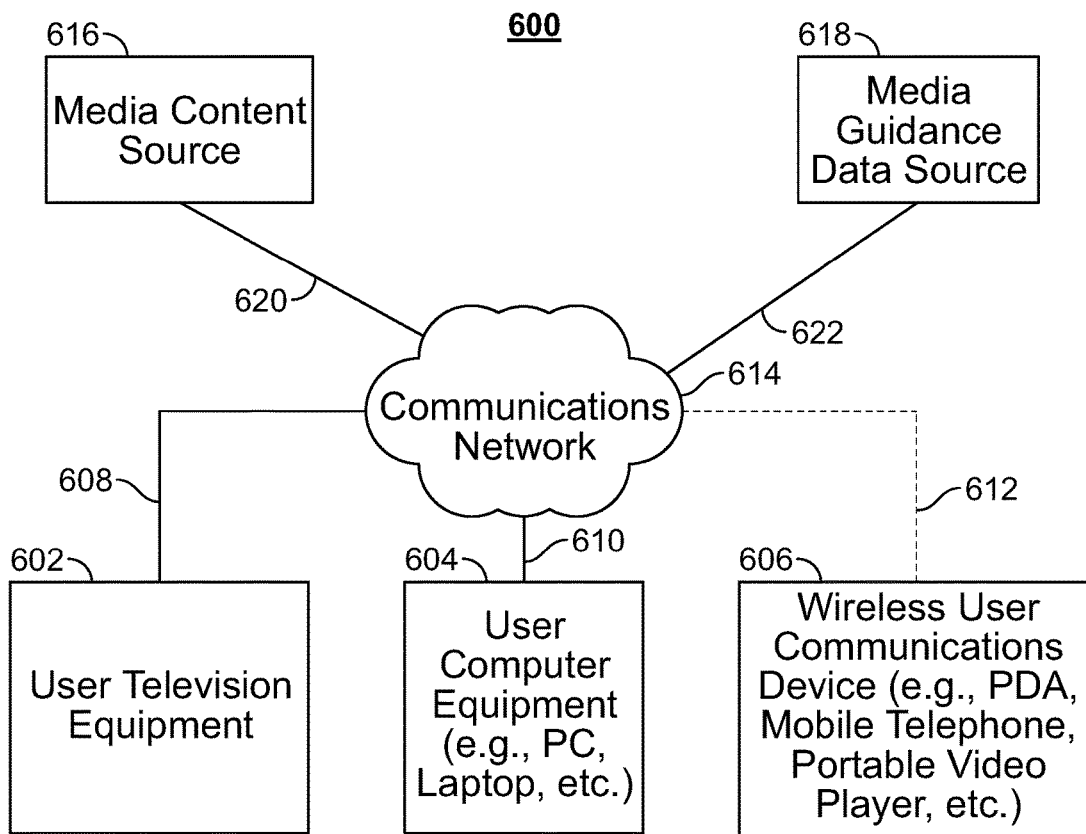 600
616
Media Content
Source
618
Media
Guidance
Data Source
620
622
614
Communications
Network
608
610
612
602
User Television
Equipment
604
User
Computer
Equipment
(e.g., PC,
Laptop, etc.)
606
Wireless User
Communications
Device (e.g., PDA,
Mobile Telephone,
Portable Video
Player, etc.)